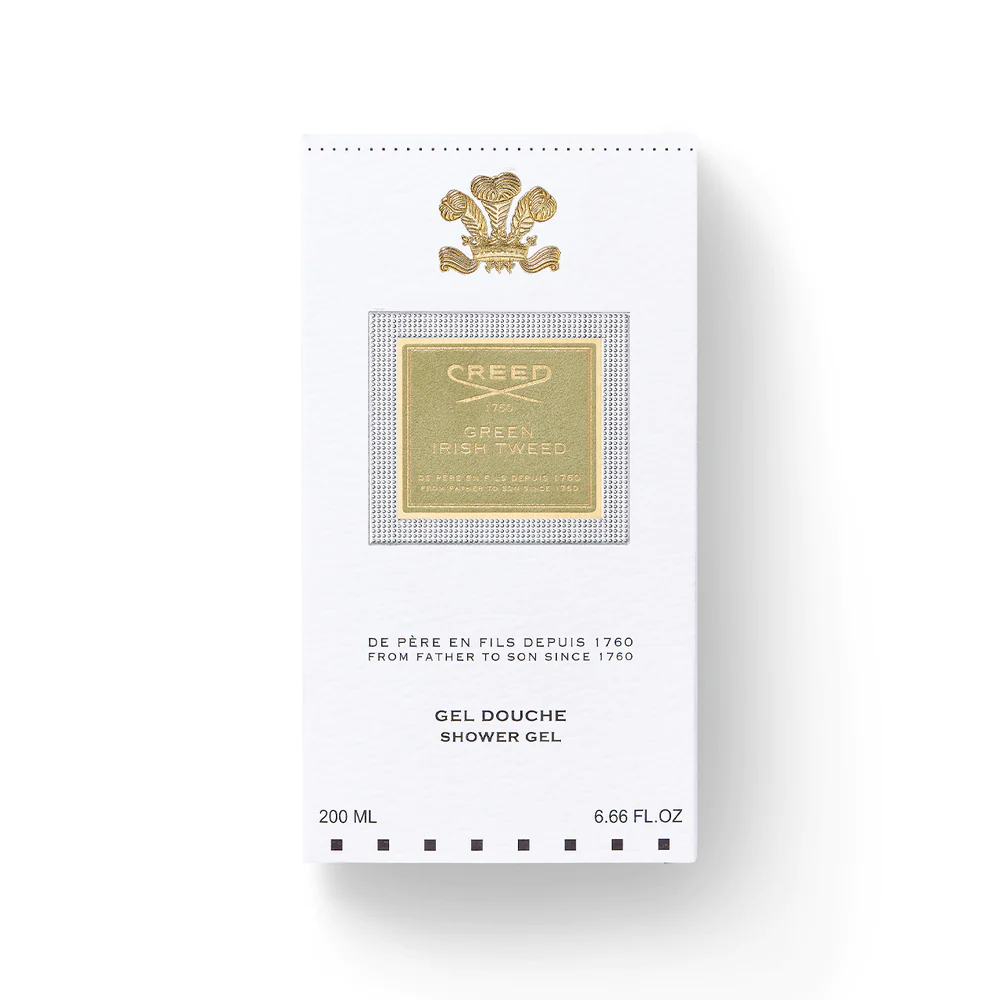 CREED
1760
GREEN
IRISH TWEED
DE PÈRE EN FILS DEPUIS 1760
FROM FATHER TO SON SINCE 1760
DE PÈRE EN FILS DEPUIS 1760
FROM FATHER TO SON SINCE 1760
GEL DOUCHE
SHOWER GEL
200 ML
6.66 FL.OZ